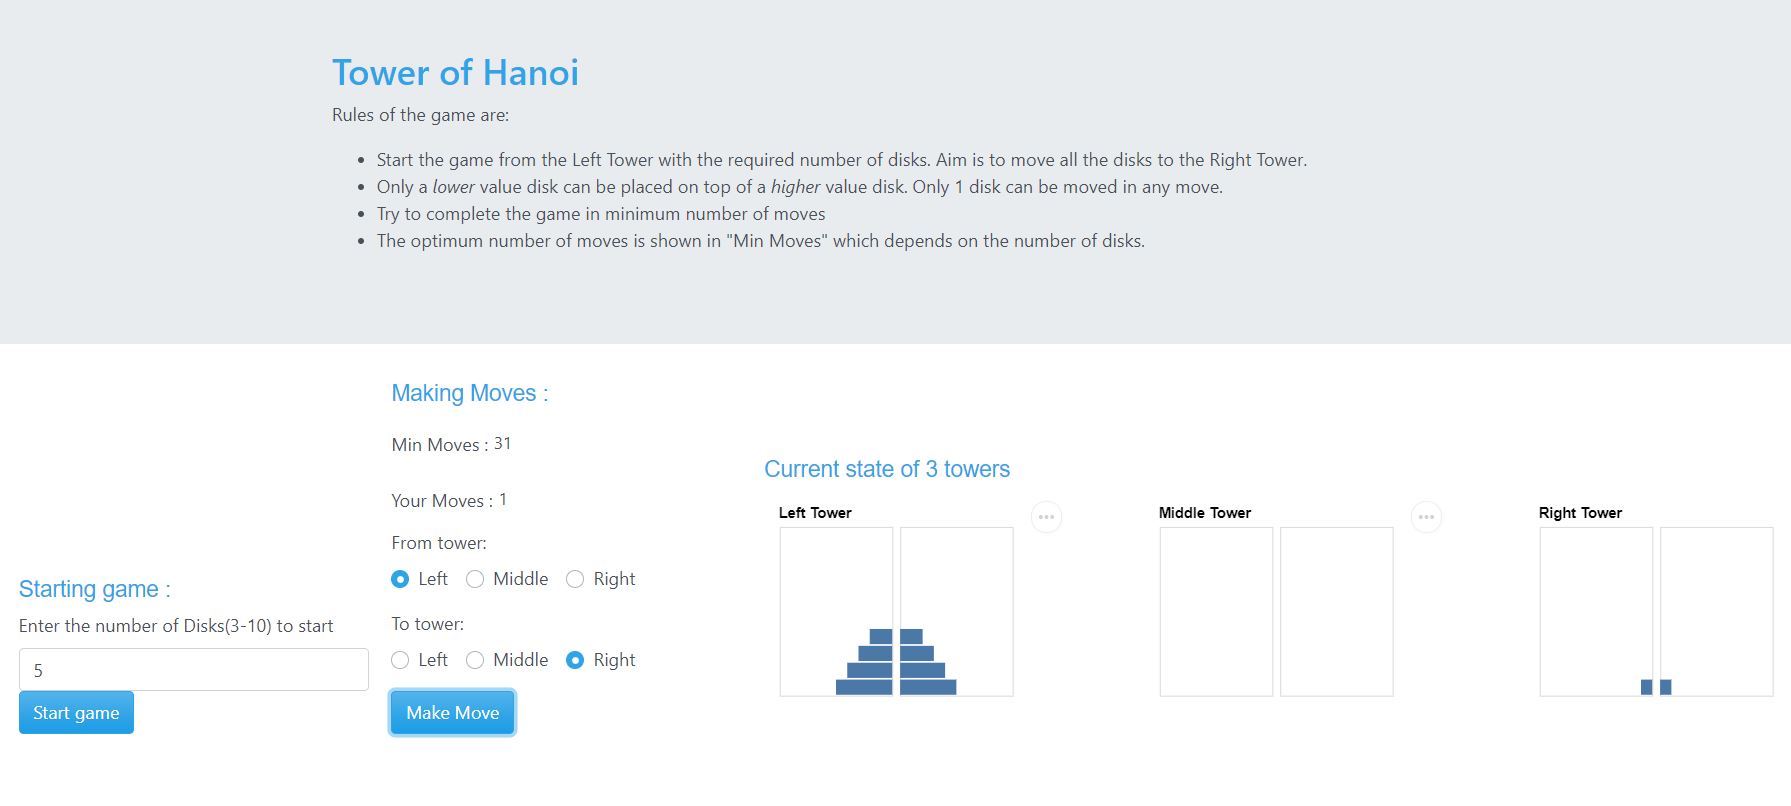 Tower of Hanoi
Rules of the game are:
Start the game from the Left Tower with the required number of disks. Aim is to move all the disks to the Right Tower.
Only a lower value disk can be placed on top of a higher value disk. Only 1 disk can be moved in any move.
Try to complete the game in minimum number of moves
The optimum number of moves is shown in "Min Moves" which depends on the number of disks.
Starting game :
Enter the number of Disks(3-10) to start
5
Start game
Making Moves :
Min Moves : 31
Your Moves : 1
From tower:
Left Middle Right
To tower:
Left Middle Right
Make Move
Current state of 3 towers
Left Tower
Middle Tower
Right Tower